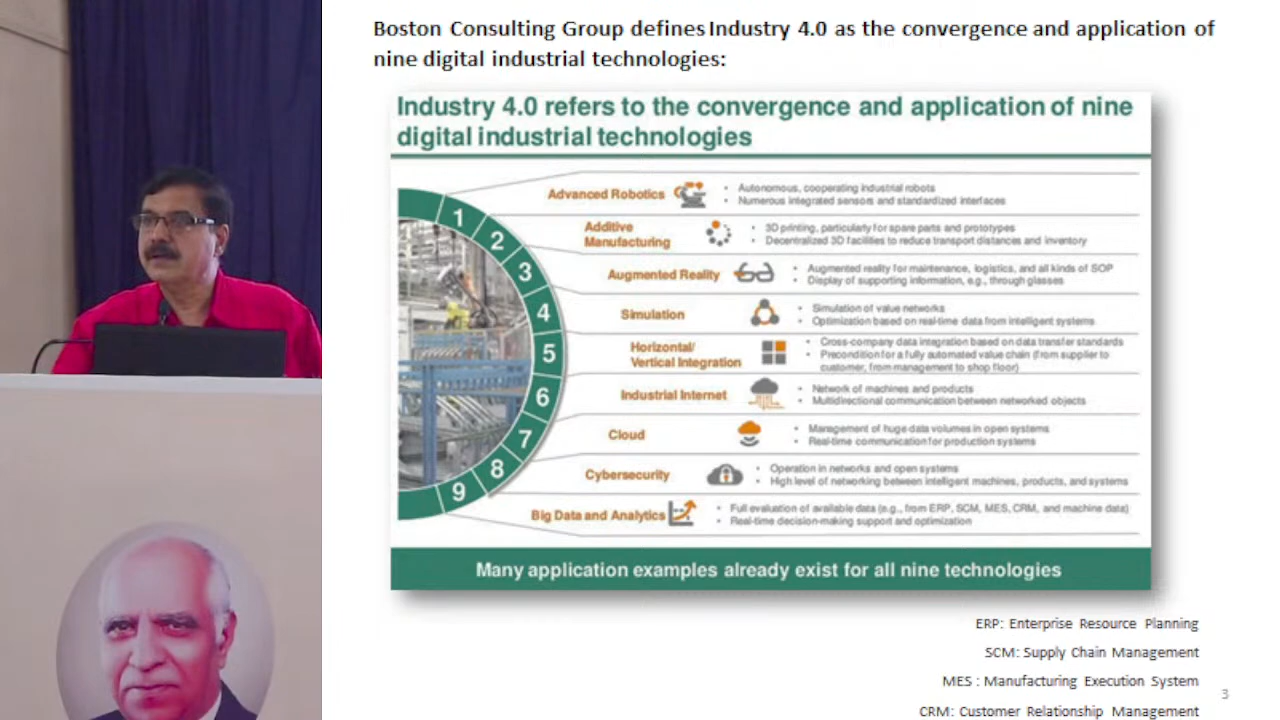 Boston Consulting Group defines Industry 4.0 as the convergence and application of
nine digital industrial technologies:
Industry 4.0 refers to the convergence and application of nine
digital industrial technologies
1
Advanced Robotics
• Autonomous, cooperating industrial robots
• Numerous integrated sensors and standardized interfaces
2
Additive
Manufacturing
• 3D printing, particularly for spare parts and prototypes
• Decentralized 3D facilities to reduce transport distances and inventory
3
Augmented Reality
• Augmented reality for maintenance, logistics, and all kinds of SOP
• Display of supporting information, e.g., through glasses
4
Simulation
• Simulation of value networks
• Optimization based on real-time data from intelligent systems
5
Horizontal/
Vertical Integration
• Cross-company data integration based on data transfer standards
• Precondition for a fully automated value chain (from supplier to
customer, from management to shop floor)
6
Industrial Internet
• Network of machines and products
• Multidirectional communication between networked objects
7
Cloud
• Management of huge data volumes in open systems
• Real-time communication for production systems
8
Cybersecurity
• Operation in networks and open systems
• High level of networking between intelligent machines, products, and systems
9
Big Data and Analytics
• Full evaluation of available data (e.g., from ERP, SCM, MES, CRM, and machine data)
• Real-time decision-making support and optimization
Many application examples already exist for all nine technologies
ERP: Enterprise Resource Planning
SCM: Supply Chain Management
MES : Manufacturing Execution System
3
CRM: Customer Relationship Management